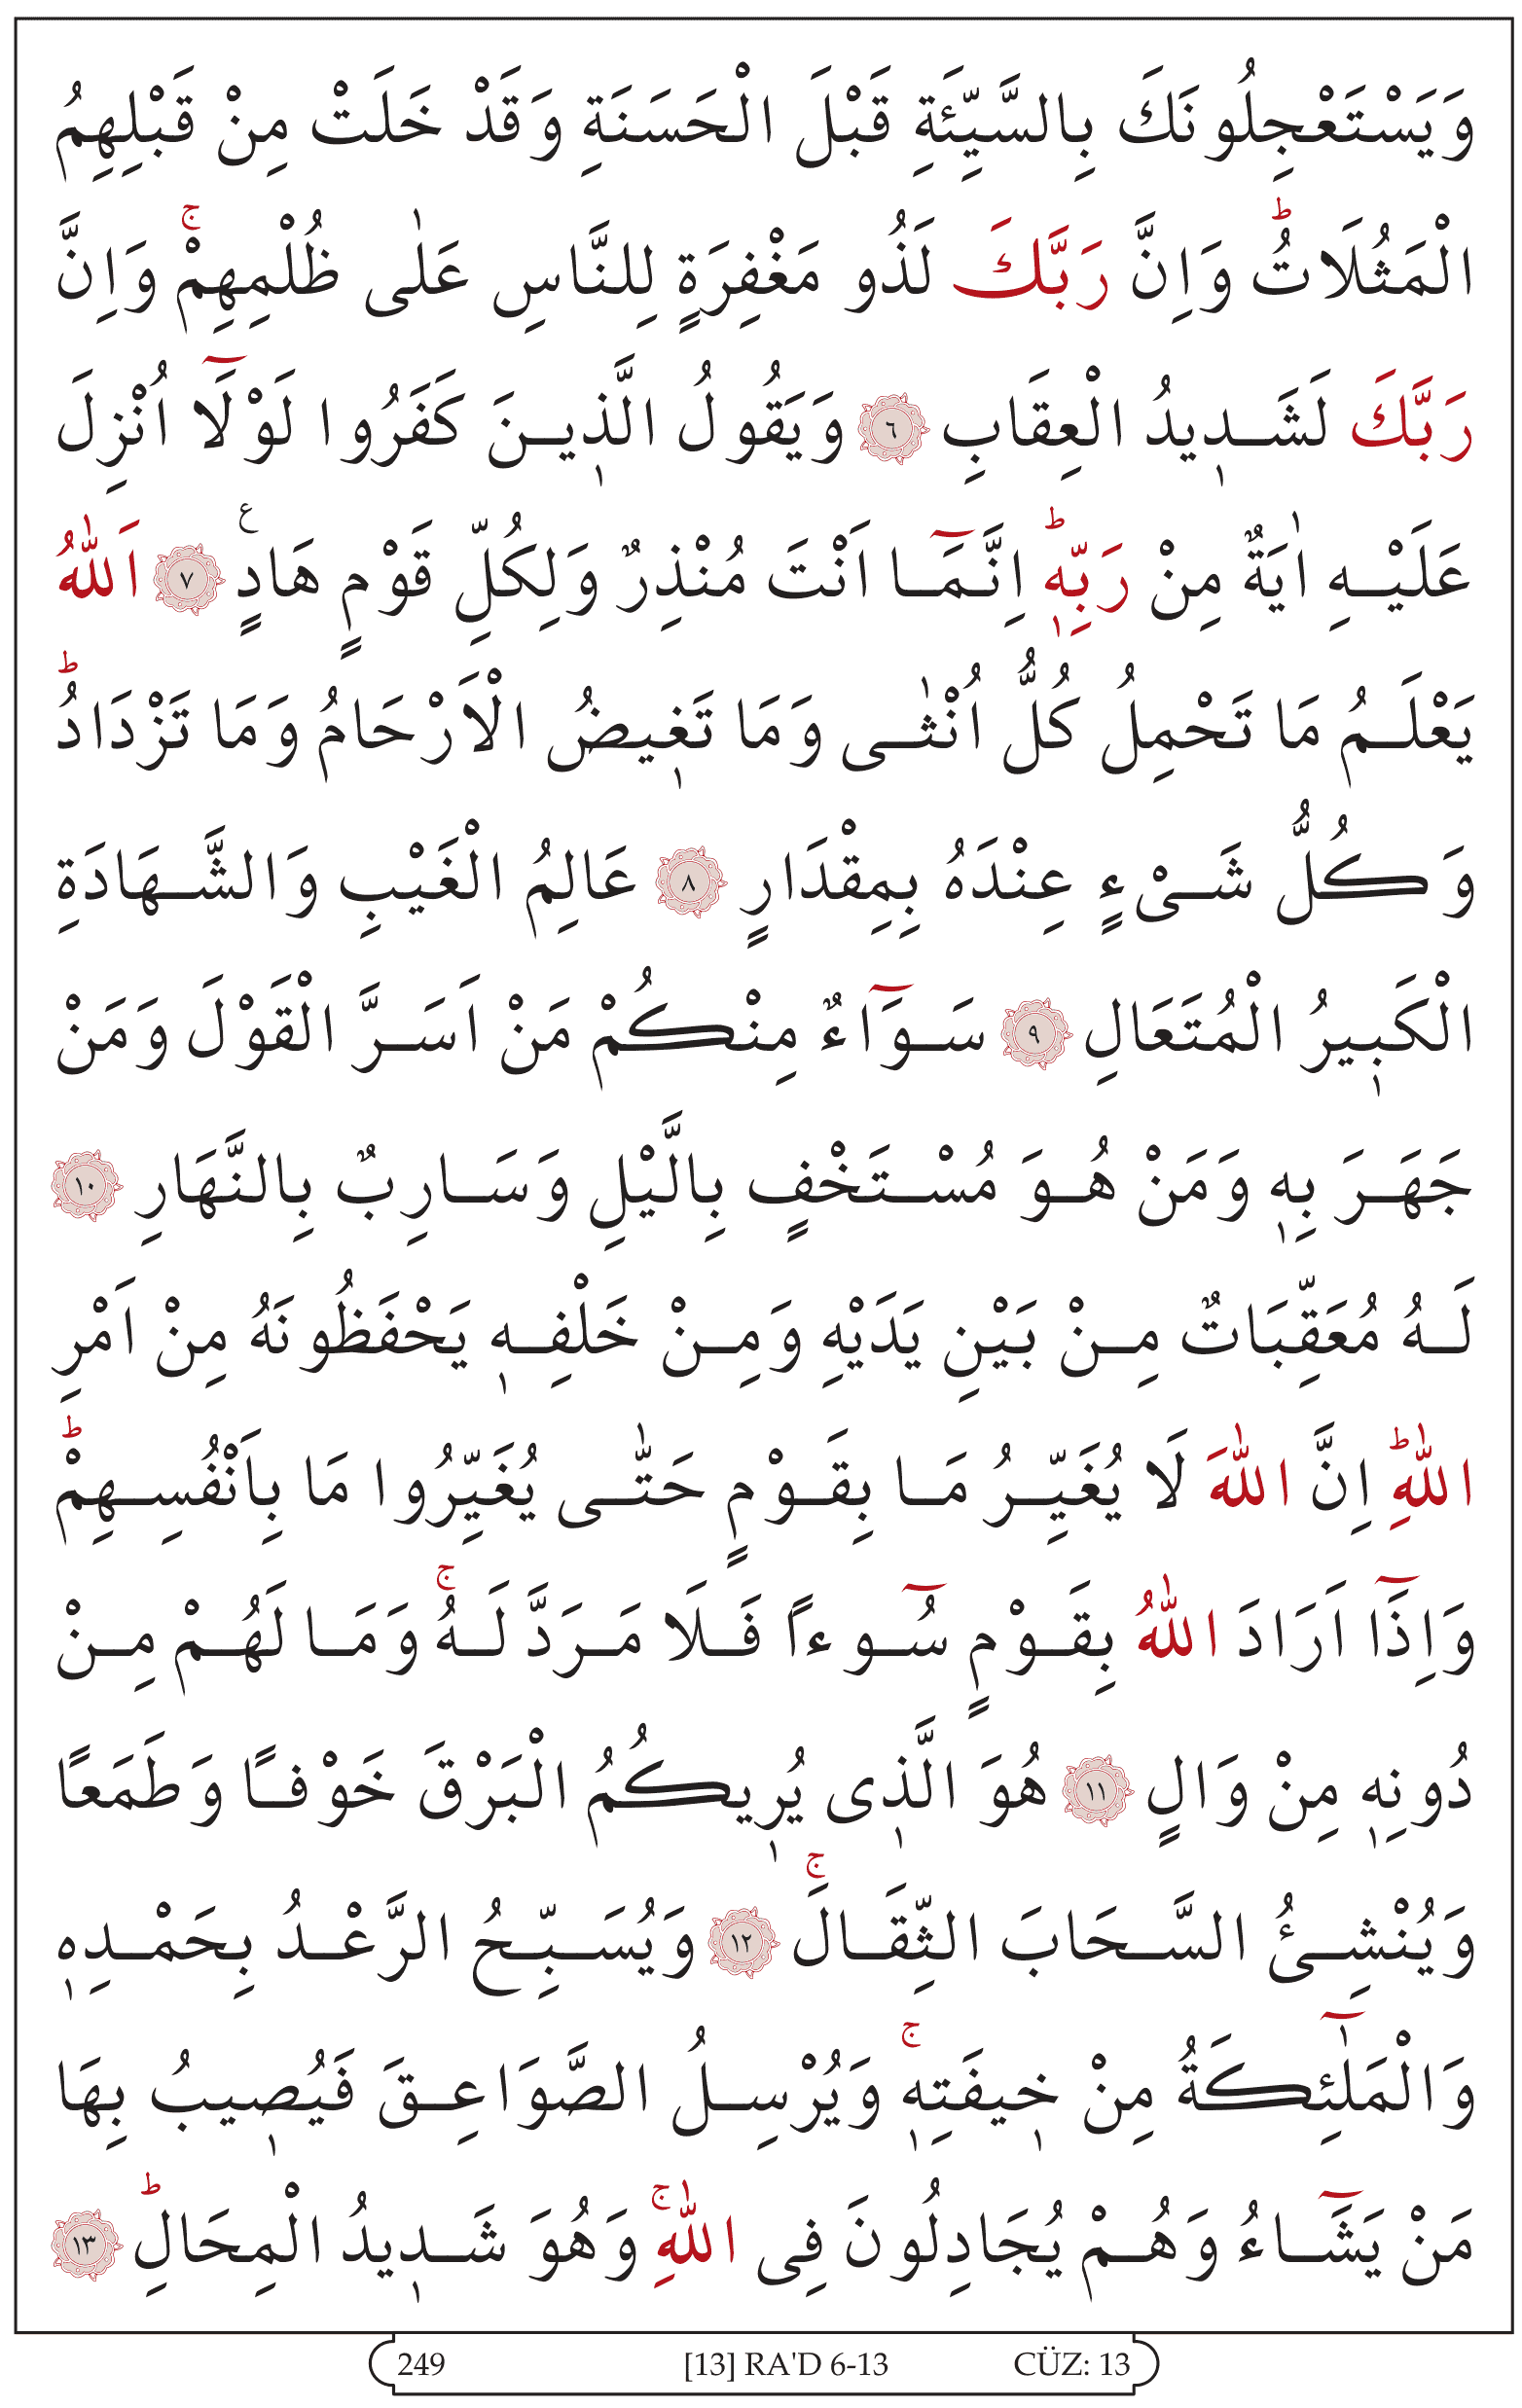 وَيَسْتَعْجِلُونَكَ بِالسَّيِّئَةِ قَبْلَ الْحَسَنَةِ وَقَدْ خَلَتْ مِنْ قَبْلِهِمُ
الْمَثُلَاتُۜ وَاِنَّ رَبَّكَ لَذُو مَغْفِرَةٍ لِلنَّاسِ عَلٰى ظُلْمِهِمْۚ وَاِنَّ
رَبَّكَ لَشَدٖيدُ الْعِقَابِ ﴿٦﴾ وَيَقُولُ الَّذٖينَ كَفَرُوا لَوْلَٓا اُنْزِلَ
عَلَيْهِ اٰيَةٌ مِنْ رَبِّهٖؕ اِنَّمَٓا اَنْتَ مُنْذِرٌ وَلِكُلِّ قَوْمٍ هَادٍ ع ﴿٧﴾ اَللّٰهُ
يَعْلَمُ مَا تَحْمِلُ كُلُّ اُنْثٰى وَمَا تَغٖيضُ الْاَرْحَامُ وَمَا تَزْدَادُؕ
وَكُلُّ شَیْءٍ عِنْدَهُ بِمِقْدَارٍ ﴿٨﴾ عَالِمُ الْغَيْبِ وَالشَّهَادَةِ
الْكَبٖيرُ الْمُتَعَالِ ﴿٩﴾ سَوَٓاءٌ مِنْكُمْ مَنْ اَسَرَّ الْقَوْلَ وَمَنْ
جَهَرَ بِهٖ وَمَنْ هُوَ مُسْتَخْفٍ بِالَّيْلِ وَسَارِبٌ بِالنَّهَارِ ﴿١٠﴾
لَهُ مُعَقِّبَاتٌ مِنْ بَيْنِ يَدَيْهِ وَمِنْ خَلْفِهٖ يَحْفَظُونَهُ مِنْ اَمْرِ
اللّٰهِؕ اِنَّ اللّٰهَ لَا يُغَيِّرُ مَا بِقَوْمٍ حَتّٰى يُغَيِّرُوا مَا بِاَنْفُسِهِمْؕ
وَاِذَٓا اَرَادَ اللّٰهُ بِقَوْمٍ سُٓوءاً فَلَا مَرَدَّ لَهُۚ وَمَا لَهُمْ مِنْ
دُونِهٖ مِنْ وَالٍ ﴿١١﴾ هُوَ الَّذٖی يُرٖيكُمُ الْبَرْقَ خَوْفًا وَطَمَعًا
وَيُنْشِئُ السَّحَابَ الثِّقَالَۚ ﴿١٢﴾ وَيُسَبِّحُ الرَّعْدُ بِحَمْدِهٖ
وَالْمَلٰٓئِكَةُ مِنْ خٖيفَتِهٖۚ وَيُرْسِلُ الصَّوَاعِقَ فَيُصٖيبُ بِهَا
مَنْ يَشَٓاءُ وَهُمْ يُجَادِلُونَ فِی اللّٰهِۚ وَهُوَ شَدٖيدُ الْمِحَالِؕ ﴿١٣﴾
249 [13] RA'D 6-13 CÜZ: 13